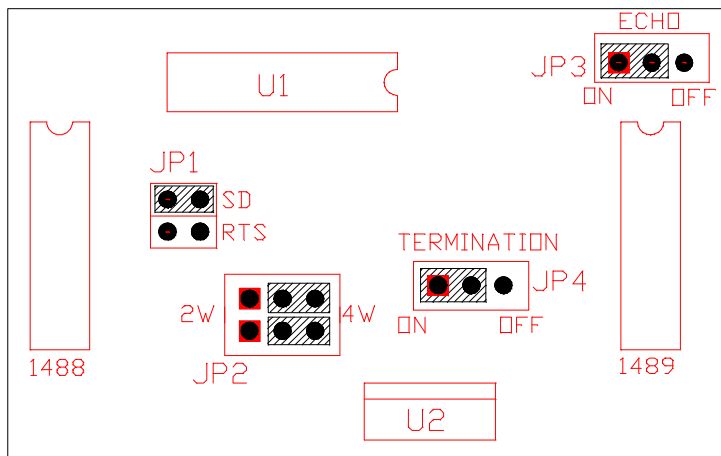 ECHO
U1
JP3
ON OFF
JP1
SD
RTS
TERMINATION
JP4
2W 4W
ON OFF
1488
JP2
1489
U2